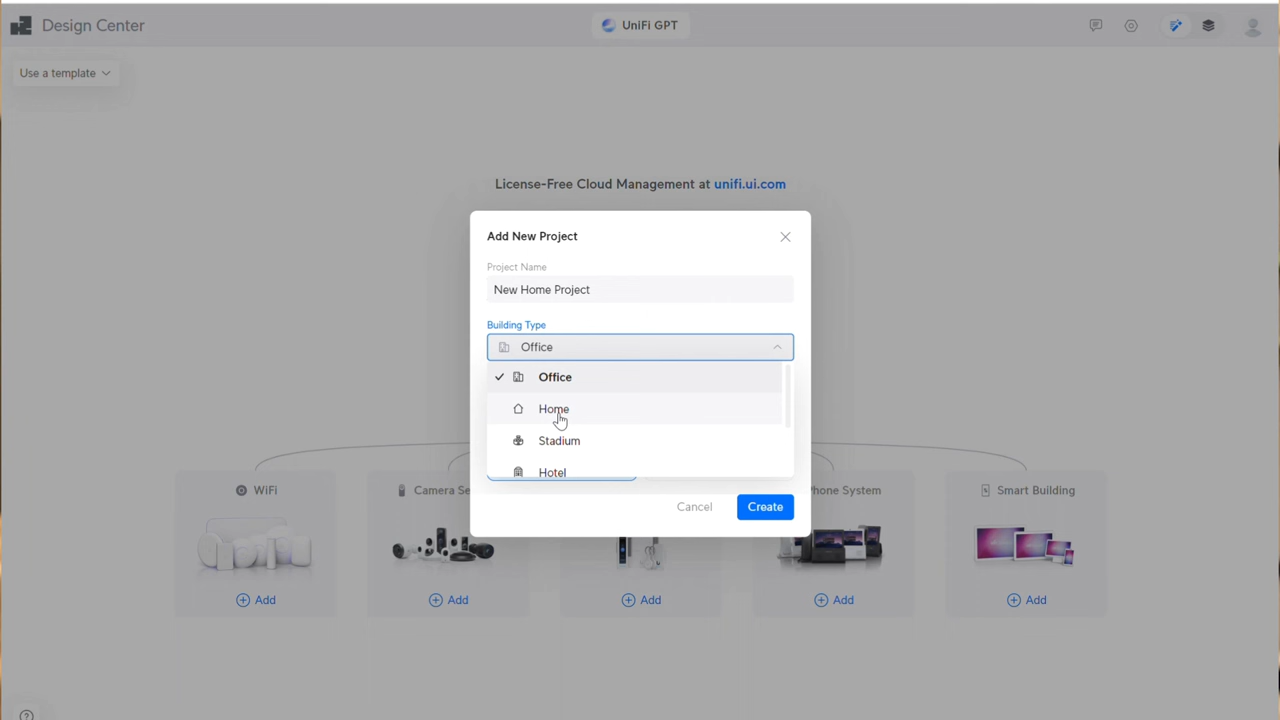 Design Center
UniFi GPT
Use a template
License-Free Cloud Management at unifi.ui.com
Add New Project
Project Name
New Home Project
Building Type
Office
Office
Home
Stadium
Hotel
Cancel
Create
WiFi
Camera Se
hone System
Smart Building
Add
Add
Add
Add
Add